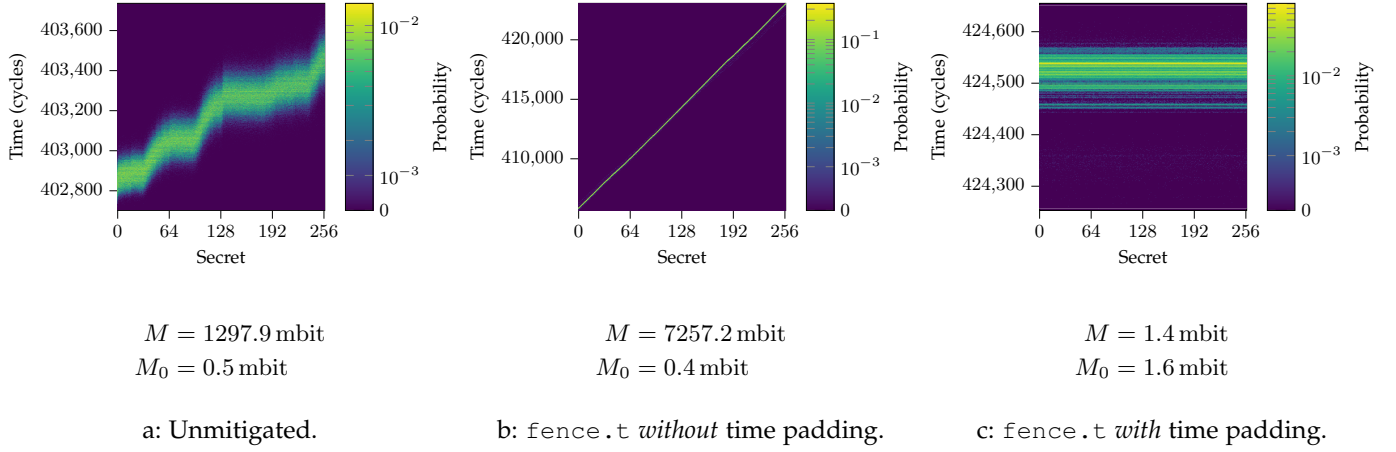 403,600
403,400
403,200
403,000
402,800
Time (cycles)
0
64
128
192
256
Secret
10⁻²
10⁻³
0
Probability
420,000
415,000
410,000
Time (cycles)
0
64
128
192
256
Secret
10⁻¹
10⁻²
10⁻³
0
Probability
424,600
424,500
424,400
424,300
Time (cycles)
0
64
128
192
256
Secret
10⁻²
10⁻³
0
Probability
M = 1297.9 mbit
M₀ = 0.5 mbit
M = 7257.2 mbit
M₀ = 0.4 mbit
M = 1.4 mbit
M₀ = 1.6 mbit
a: Unmitigated.
b: fence.t without time padding.
c: fence.t with time padding.